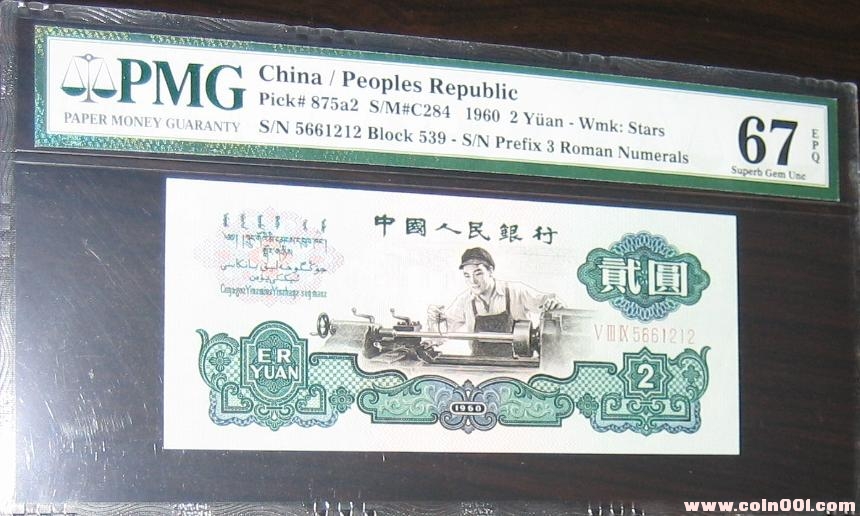 PMG
PAPER MONEY GUARANTY
China / Peoples Republic
Pick# 875a2 S/M#C284 1960 2 Yüan - Wmk: Stars
S/N 5661212 Block 539 - S/N Prefix 3 Roman Numerals
67
EPQ
Superb Gem Unc
中國人民銀行
貳圓
V III IX 5661212
ER
YUAN
1960
2
www.coin001.com